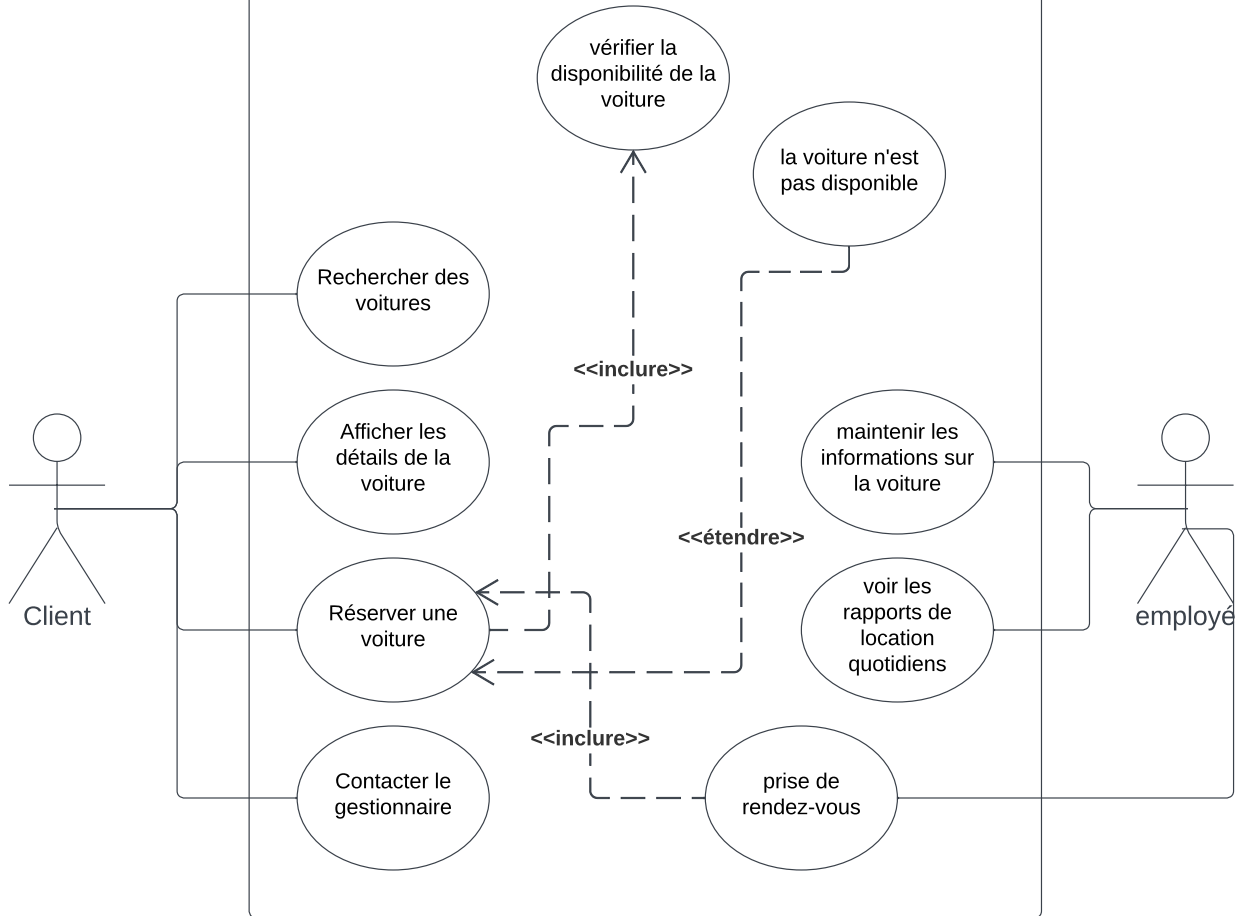 vérifier la
disponibilité de la
voiture
la voiture n'est
pas disponible
Rechercher des
voitures
<<inclure>>
Afficher les
détails de la
voiture
maintenir les
informations sur
la voiture
<<étendre>>
Client
Réserver une
voiture
voir les
rapports de
location
quotidiens
employé
<<inclure>>
Contacter le
gestionnaire
prise de
rendez-vous